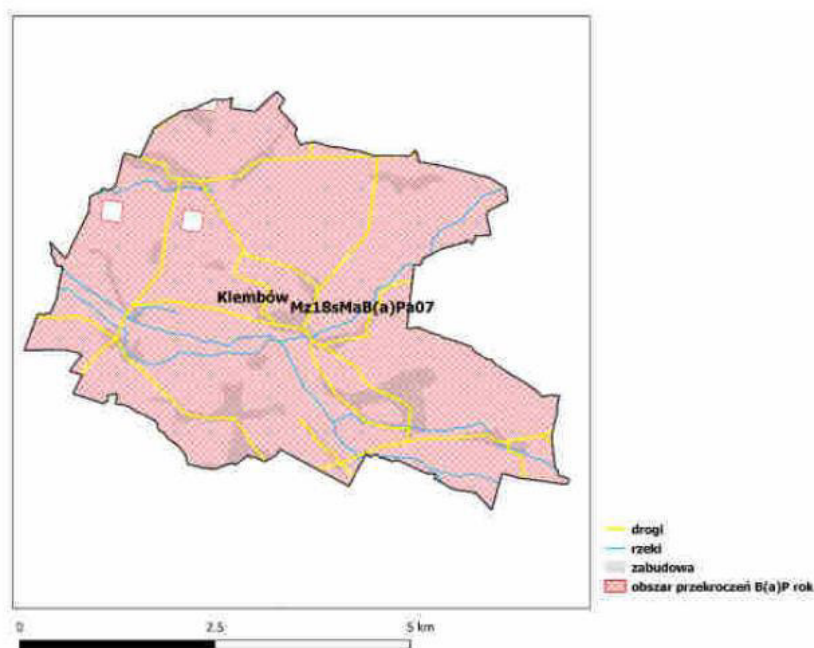 Klembów
Mz18sMaB(a)Pa07
drogi
rzeki
zabudowa
obszar przekroczeń B(a)P rok
0 2.5 5 km